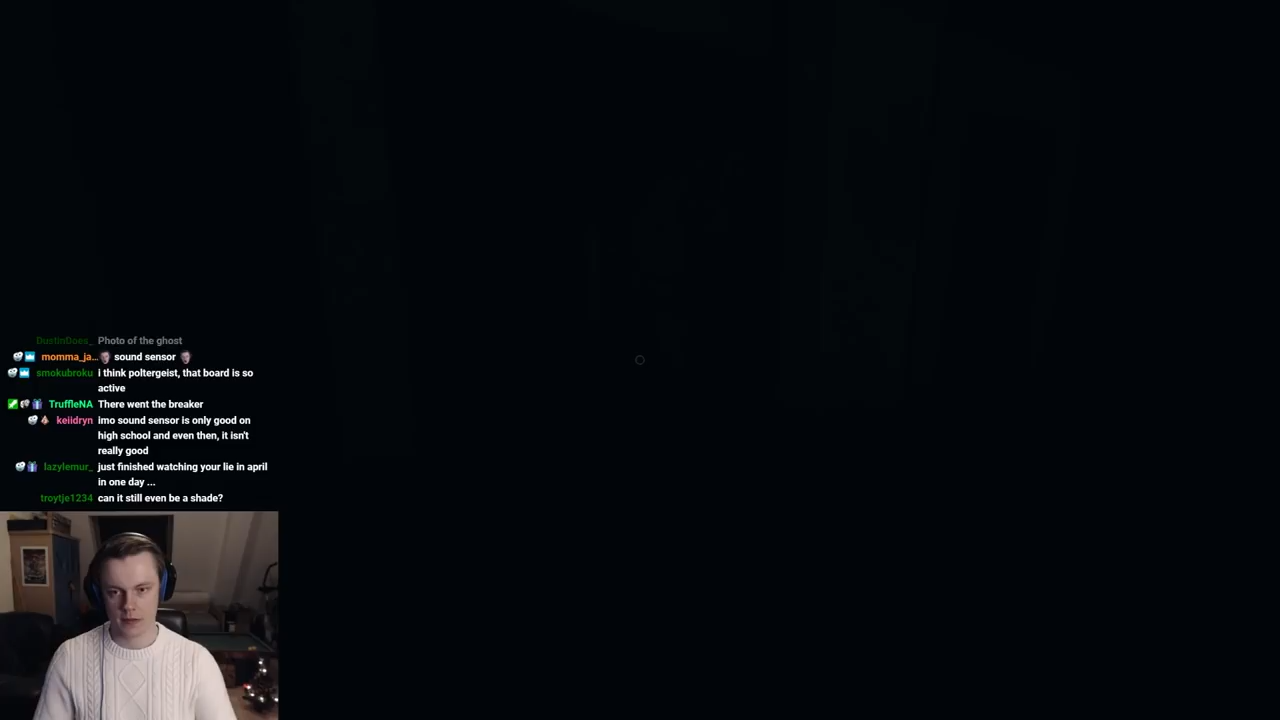 DustinDoes_ Photo of the ghost
momma_ja... sound sensor
smokubroku i think poltergeist, that board is so
active
TruffleNA There went the breaker
keiidryn imo sound sensor is only good on
high school and even then, it isn't
really good
lazylemur_ just finished watching your lie in april
in one day ...
troytje1234 can it still even be a shade?